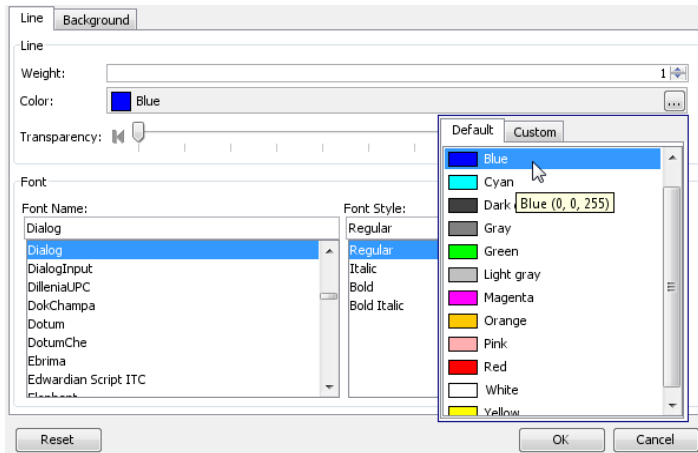 Line Background
Line
Weight: 1
Color: Blue ...
Transparency:
Default Custom
Blue
Cyan
Dark
Blue (0, 0, 255)
Gray
Green
Light gray
Magenta
Orange
Pink
Red
White
Yellow
Font
Font Name: Font Style:
Dialog Regular
Dialog Regular
DialogInput Italic
DilleniaUPC Bold
DokChampa Bold Italic
Dotum
DotumChe
Ebrima
Edwardian Script ITC
Elephant
Reset OK Cancel